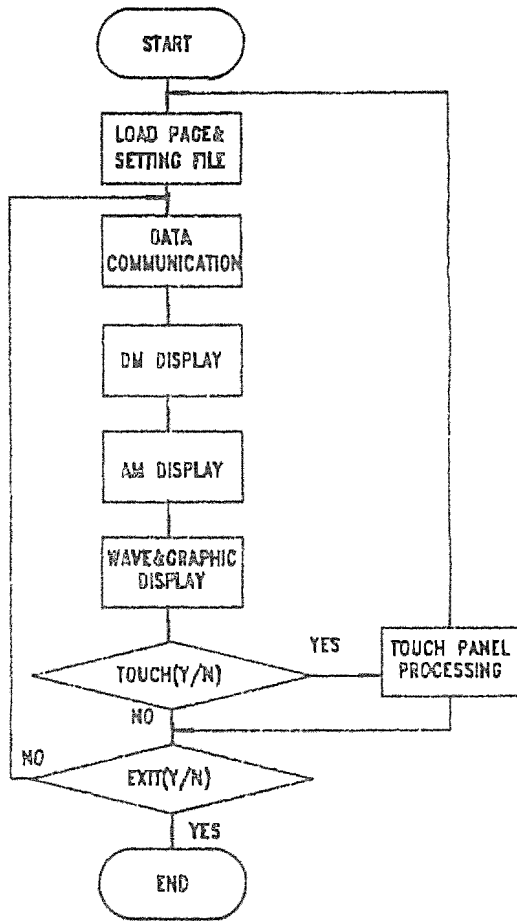 START
LOAD PAGE&
SETTING FILE
DATA
COMMUNICATION
DM DISPLAY
AM DISPLAY
WAVE&GRAPHIC
DISPLAY
TOUCH(Y/N)
YES
TOUCH PANEL
PROCESSING
NO
NO
EXIT(Y/N)
YES
END